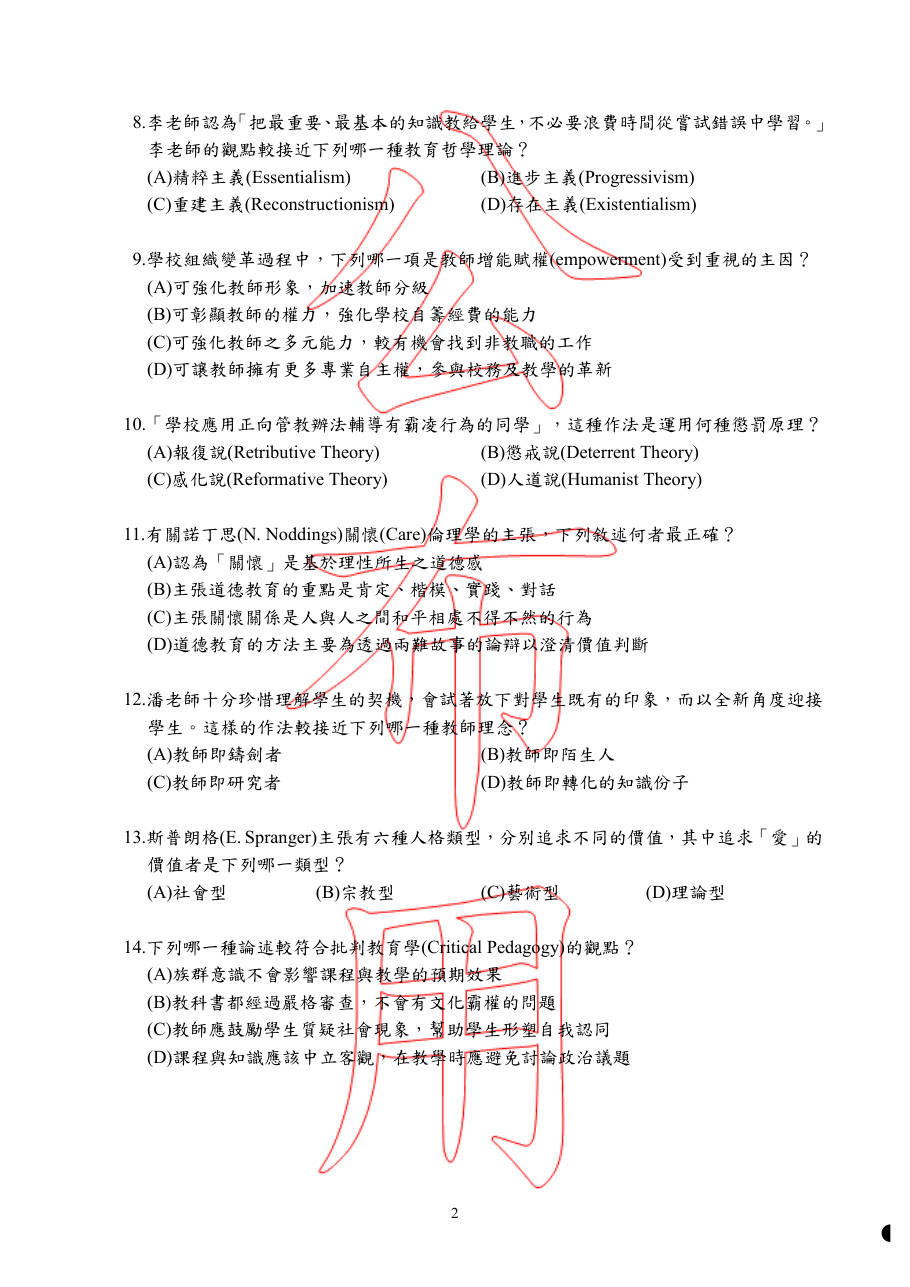 8.李老師認為「把最重要、最基本的知識教給學生，不必要浪費時間從嘗試錯誤中學習。」
李老師的觀點較接近下列哪一種教育哲學理論？
(A)精粹主義(Essentialism) (B)進步主義(Progressivism)
(C)重建主義(Reconstructionism) (D)存在主義(Existentialism)
9.學校組織變革過程中，下列哪一項是教師增能賦權(empowerment)受到重視的主因？
(A)可強化教師形象，加速教師分級
(B)可彰顯教師的權力，強化學校自籌經費的能力
(C)可強化教師之多元能力，較有機會找到非教職的工作
(D)可讓教師擁有更多專業自主權，參與校務及教學的革新
10.「學校應用正向管教辦法輔導有霸凌行為的同學」，這種作法是運用何種懲罰原理？
(A)報復說(Retributive Theory) (B)懲戒說(Deterrent Theory)
(C)感化說(Reformative Theory) (D)人道說(Humanist Theory)
11.有關諾丁思(N. Noddings)關懷(Care)倫理學的主張，下列敘述何者最正確？
(A)認為「關懷」是基於理性所生之道德感
(B)主張道德教育的重點是肯定、楷模、實踐、對話
(C)主張關懷關係是人與人之間和平相處不得不然的行為
(D)道德教育的方法主要為透過兩難故事的論辯以澄清價值判斷
12.潘老師十分珍惜理解學生的契機，會試著放下對學生既有的印象，而以全新角度迎接
學生。這樣的作法較接近下列哪一種教師理念？
(A)教師即鑄劍者 (B)教師即陌生人
(C)教師即研究者 (D)教師即轉化的知識份子
13.斯普朗格(E. Spranger)主張有六種人格類型，分別追求不同的價值，其中追求「愛」的
價值者是下列哪一類型？
(A)社會型 (B)宗教型 (C)藝術型 (D)理論型
14.下列哪一種論述較符合批判教育學(Critical Pedagogy)的觀點？
(A)族群意識不會影響課程與教學的預期效果
(B)教科書都經過嚴格審查，不會有文化霸權的問題
(C)教師應鼓勵學生質疑社會現象，幫助學生形塑自我認同
(D)課程與知識應該中立客觀，在教學時應避免討論政治議題
公布用
2